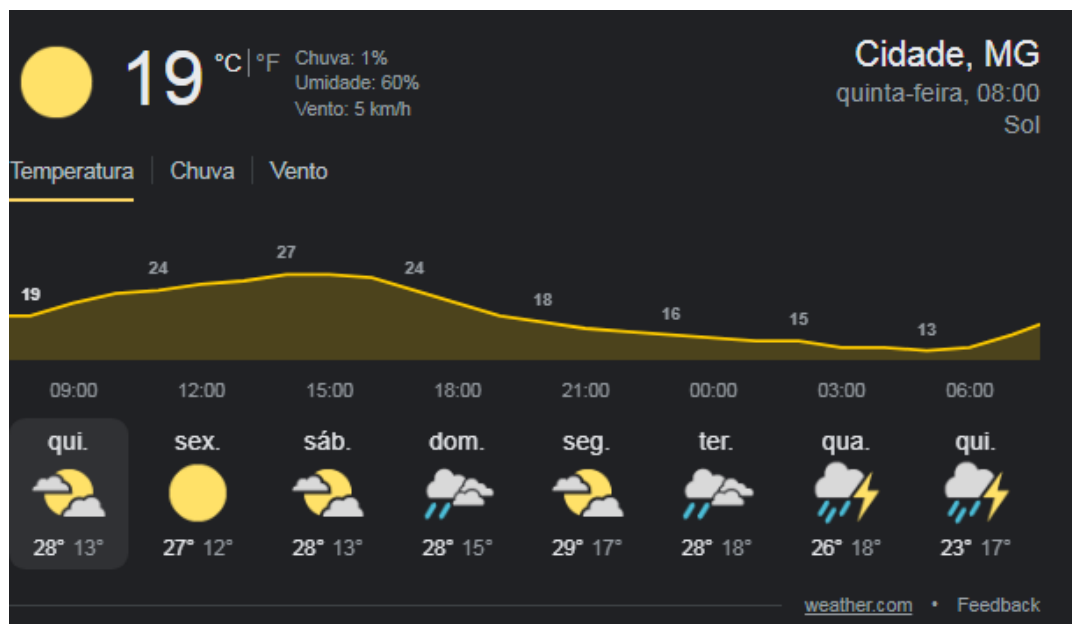 19 °C | °F
Chuva: 1%
Umidade: 60%
Vento: 5 km/h
Cidade, MG
quinta-feira, 08:00
Sol
Temperatura | Chuva | Vento
19 24 27 24 18 16 15 13
09:00 12:00 15:00 18:00 21:00 00:00 03:00 06:00
qui. sex. sáb. dom. seg. ter. qua. qui.
28° 13° 27° 12° 28° 13° 28° 15° 29° 17° 28° 18° 26° 18° 23° 17°
weather.com • Feedback